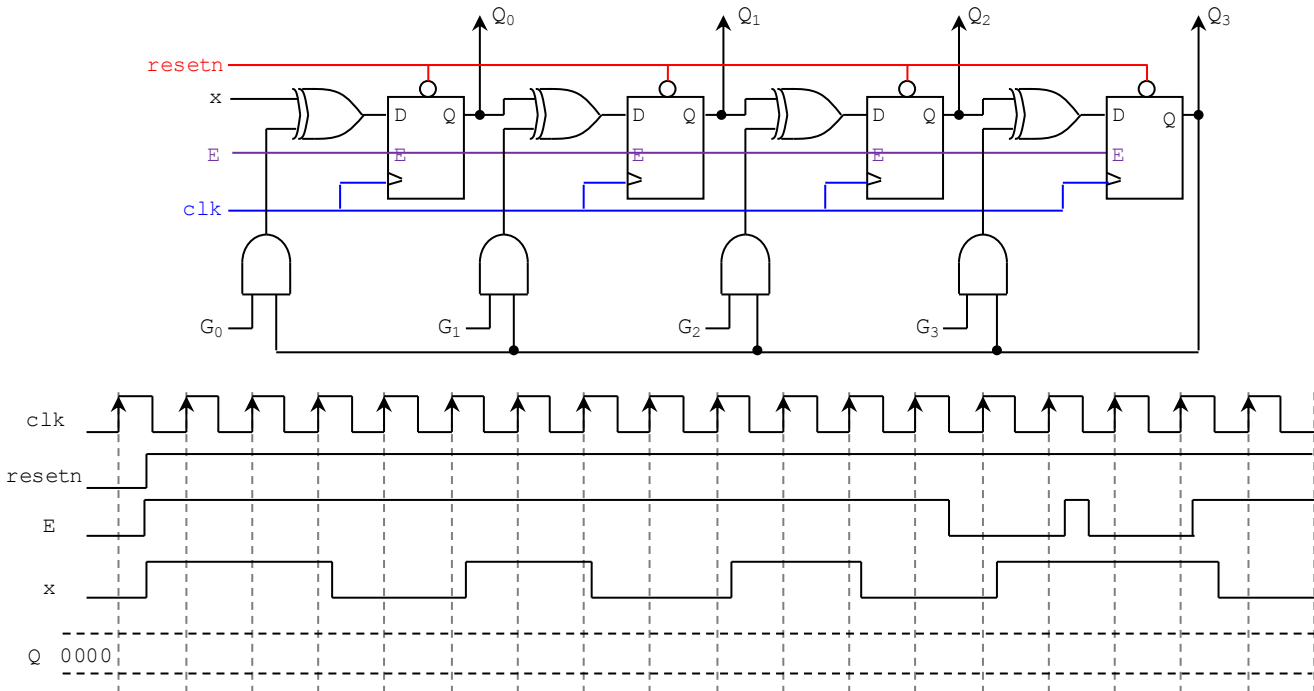 Q0 Q1 Q2 Q3
resetn
x
D Q D Q D Q D Q
E E E E E
clk
G0 G1 G2 G3
clk
resetn
E
x
Q 0000